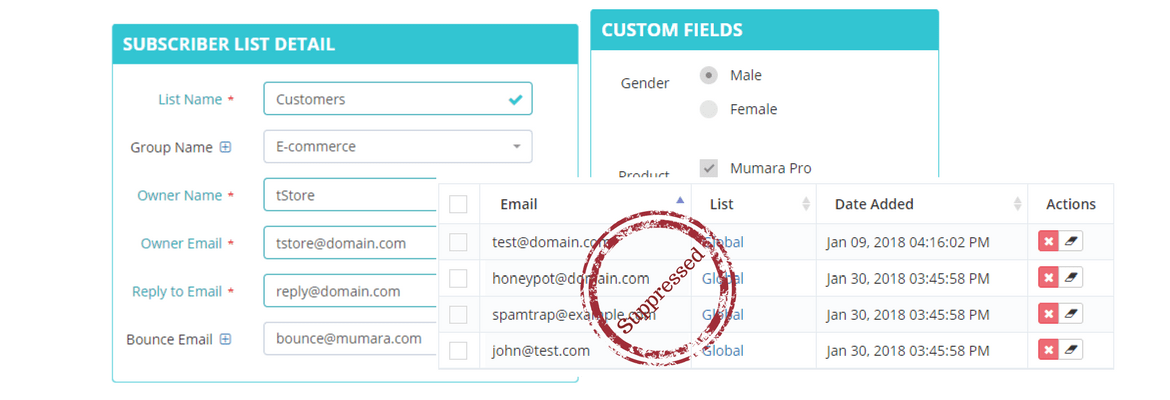 SUBSCRIBER LIST DETAIL
List Name * Customers
Group Name E-commerce
Owner Name * tStore
Owner Email * tstore@domain.com
Reply to Email * reply@domain.com
Bounce Email bounce@mumara.com
CUSTOM FIELDS
Gender Male
Female
Product Mumara Pro
Email List Date Added Actions
test@domain.com Global Jan 09, 2018 04:16:02 PM
honeypot@domain.com Global Jan 30, 2018 03:45:58 PM
spamtrap@example.com Global Jan 30, 2018 03:45:58 PM
john@test.com Global Jan 30, 2018 03:45:58 PM
Suppressed